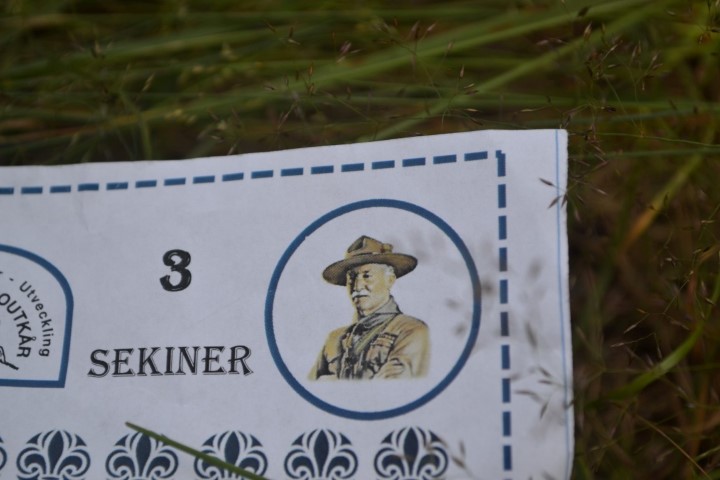 3
SEKINER
Utveckling
OUTKÅR